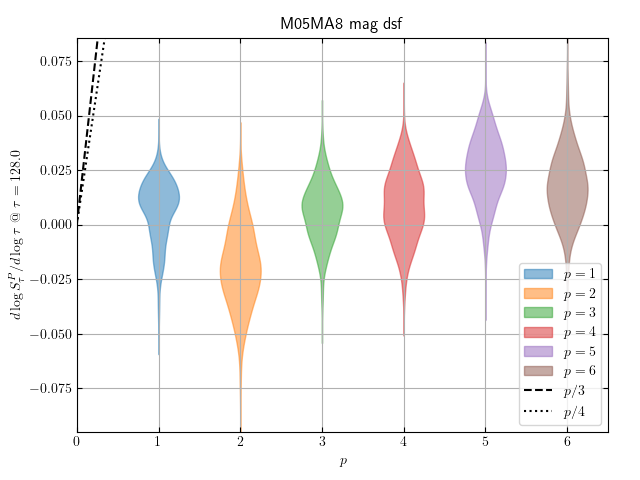 M05MA8 mag dsf
d log S_τ^P / d log τ @ τ = 128.0
0.075
0.050
0.025
0.000
−0.025
−0.050
−0.075
0 1 2 3 4 5 6
p
p = 1
p = 2
p = 3
p = 4
p = 5
p = 6
p/3
p/4